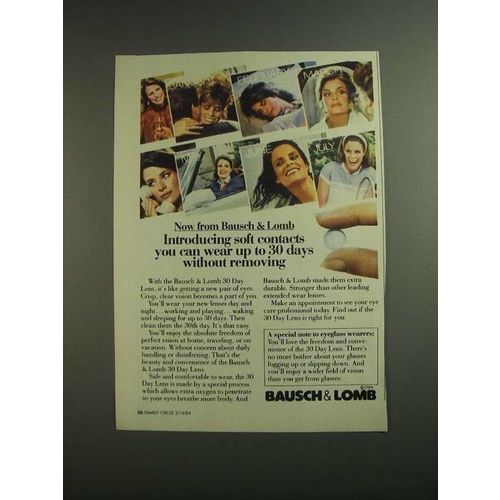 JANUARY
FEBRUARY
MARCH
JUNE
JULY
Now from Bausch & Lomb
Introducing soft contacts
you can wear up to 30 days
without removing
With the Bausch & Lomb 30 Day
Lens, it's like getting a new pair of eyes.
Crisp, clear vision becomes a part of you.
You'll wear your new lenses day and
night...working and playing...waking
and sleeping for up to 30 days. Then
clean them the 30th day. It's that easy.
You'll enjoy the absolute freedom of
perfect vision at home, traveling, or on
vacation. Without concern about daily
handling or disinfecting. That's the
beauty and convenience of the Bausch
& Lomb 30 Day Lens.
Safe and comfortable to wear, the 30
Day Lens is made by a special process
which allows extra oxygen to penetrate
so your eyes breathe more freely. And
Bausch & Lomb made them extra
durable. Stronger than other leading
extended wear lenses.
Make an appointment to see your eye
care professional today. Find out if the
30 Day Lens is right for you.
A special note to eyeglass wearers:
You'll love the freedom and conve-
nience of the 30 Day Lens. There's
no more bother about your glasses
fogging up or slipping down. And
you'll enjoy a wider field of vision
than you get from glasses.
©1984
BAUSCH & LOMB
56 FAMILY CIRCLE 2/14/84